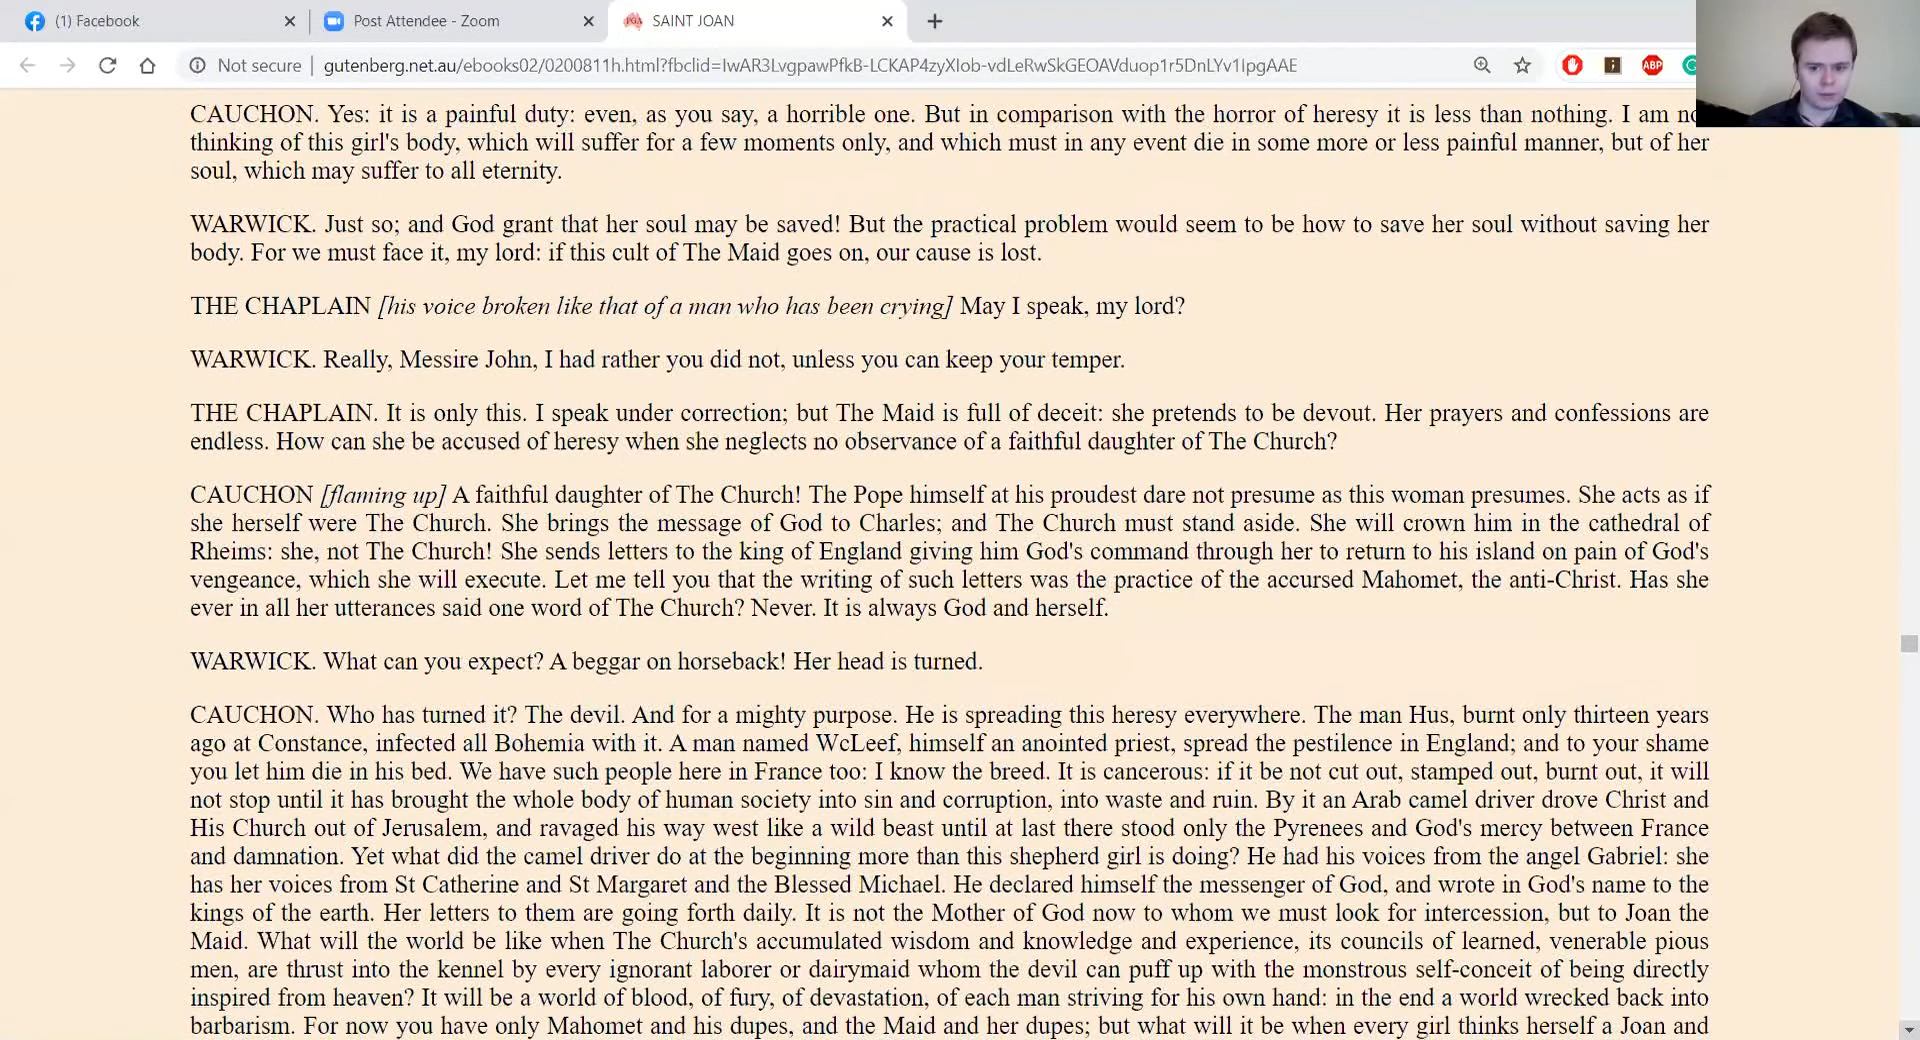 (1) Facebook
Post Attendee - Zoom
PGA
SAINT JOAN
Not secure
gutenberg.net.au/ebooks02/0200811h.html?fbclid=IwAR3LvgpawPfkB-LCKAP4zyXIob-vdLeRwSkGEOAVduop1r5DnLYv1IpgAAE
ABP
CAUCHON. Yes: it is a painful duty: even, as you say, a horrible one. But in comparison with the horror of heresy it is less than nothing. I am no
thinking of this girl's body, which will suffer for a few moments only, and which must in any event die in some more or less painful manner, but of her
soul, which may suffer to all eternity.
WARWICK. Just so; and God grant that her soul may be saved! But the practical problem would seem to be how to save her soul without saving her
body. For we must face it, my lord: if this cult of The Maid goes on, our cause is lost.
THE CHAPLAIN [his voice broken like that of a man who has been crying] May I speak, my lord?
WARWICK. Really, Messire John, I had rather you did not, unless you can keep your temper.
THE CHAPLAIN. It is only this. I speak under correction; but The Maid is full of deceit: she pretends to be devout. Her prayers and confessions are
endless. How can she be accused of heresy when she neglects no observance of a faithful daughter of The Church?
CAUCHON [flaming up] A faithful daughter of The Church! The Pope himself at his proudest dare not presume as this woman presumes. She acts as if
she herself were The Church. She brings the message of God to Charles; and The Church must stand aside. She will crown him in the cathedral of
Rheims: she, not The Church! She sends letters to the king of England giving him God's command through her to return to his island on pain of God's
vengeance, which she will execute. Let me tell you that the writing of such letters was the practice of the accursed Mahomet, the anti-Christ. Has she
ever in all her utterances said one word of The Church? Never. It is always God and herself.
WARWICK. What can you expect? A beggar on horseback! Her head is turned.
CAUCHON. Who has turned it? The devil. And for a mighty purpose. He is spreading this heresy everywhere. The man Hus, burnt only thirteen years
ago at Constance, infected all Bohemia with it. A man named WcLeef, himself an anointed priest, spread the pestilence in England; and to your shame
you let him die in his bed. We have such people here in France too: I know the breed. It is cancerous: if it be not cut out, stamped out, burnt out, it will
not stop until it has brought the whole body of human society into sin and corruption, into waste and ruin. By it an Arab camel driver drove Christ and
His Church out of Jerusalem, and ravaged his way west like a wild beast until at last there stood only the Pyrenees and God's mercy between France
and damnation. Yet what did the camel driver do at the beginning more than this shepherd girl is doing? He had his voices from the angel Gabriel: she
has her voices from St Catherine and St Margaret and the Blessed Michael. He declared himself the messenger of God, and wrote in God's name to the
kings of the earth. Her letters to them are going forth daily. It is not the Mother of God now to whom we must look for intercession, but to Joan the
Maid. What will the world be like when The Church's accumulated wisdom and knowledge and experience, its councils of learned, venerable pious
men, are thrust into the kennel by every ignorant laborer or dairymaid whom the devil can puff up with the monstrous self-conceit of being directly
inspired from heaven? It will be a world of blood, of fury, of devastation, of each man striving for his own hand: in the end a world wrecked back into
barbarism. For now you have only Mahomet and his dupes, and the Maid and her dupes; but what will it be when every girl thinks herself a Joan and